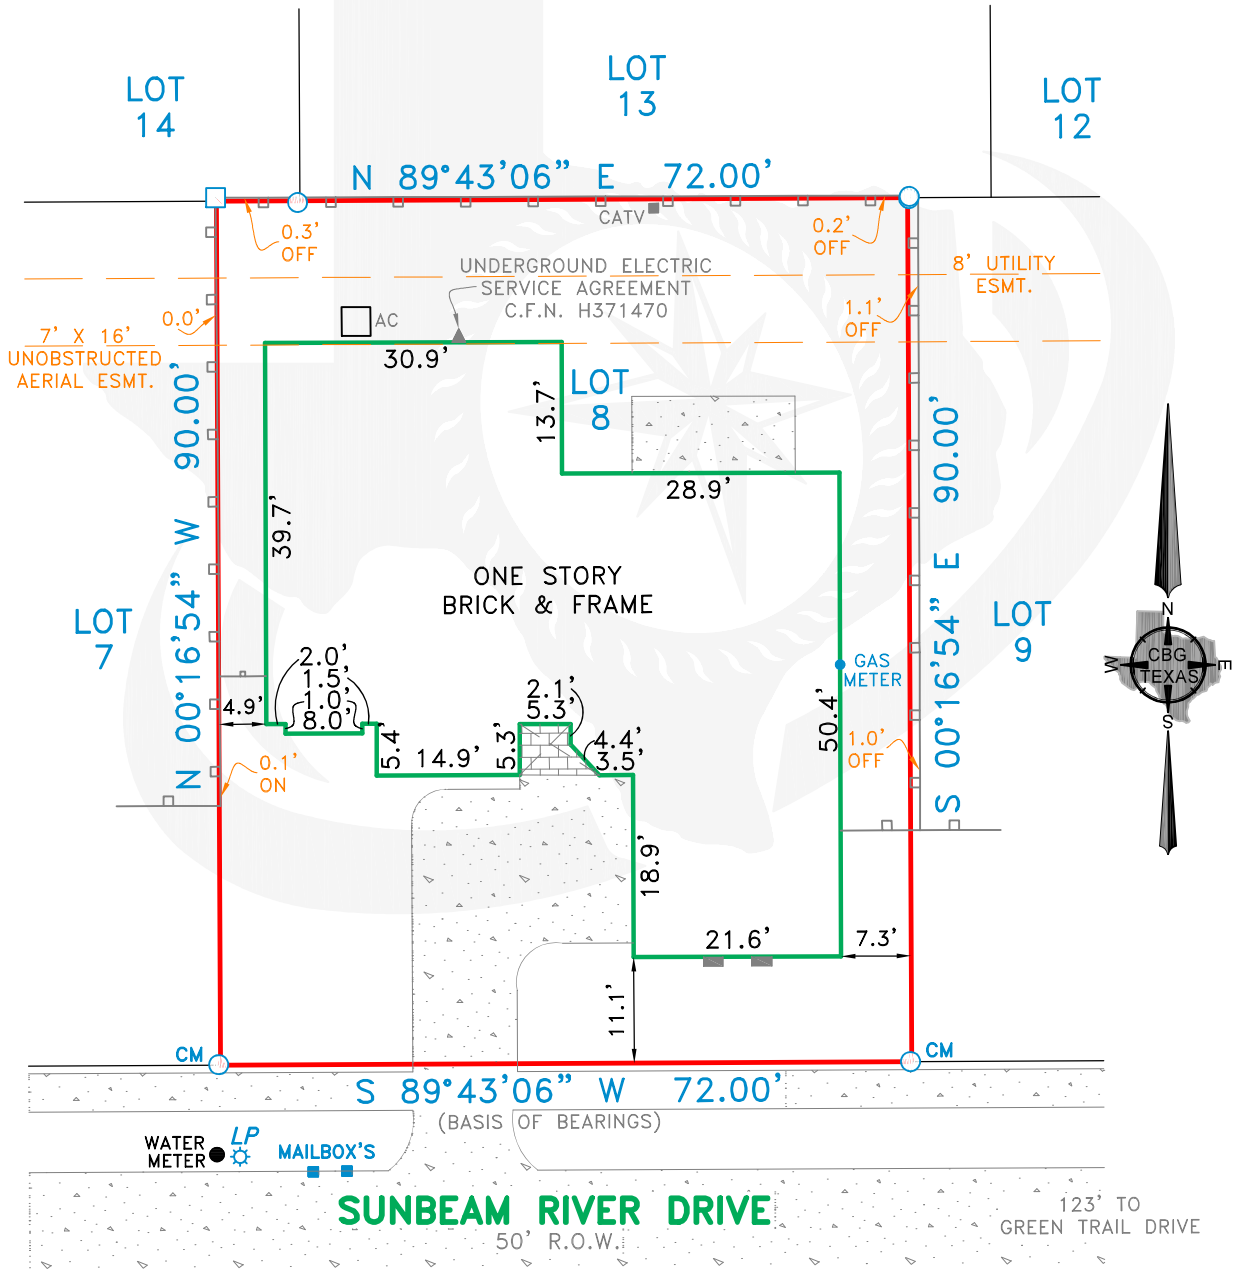 LOT
14
LOT
13
LOT
12
N 89°43'06" E 72.00'
CATV
0.3'
OFF
0.2'
OFF
UNDERGROUND ELECTRIC
SERVICE AGREEMENT
C.F.N. H371470
8' UTILITY
ESMT.
0.0'
AC
1.1'
OFF
7' X 16'
UNOBSTRUCTED
AERIAL ESMT.
30.9'
LOT
8
13.7'
N 00°16'54" W 90.00'
S 00°16'54" E 90.00'
28.9'
39.7'
ONE STORY
BRICK & FRAME
LOT
7
LOT
9
N
W
CBG
TEXAS
E
S
2.0'
1.5'
1.0'
8.0'
GAS
METER
4.9'
2.1'
5.3'
5.4'
14.9'
5.3'
4.4'
3.5'
50.4'
0.1'
ON
1.0'
OFF
18.9'
21.6'
7.3'
11.1'
CM
CM
S 89°43'06" W 72.00'
(BASIS OF BEARINGS)
WATER
METER
LP
MAILBOX'S
SUNBEAM RIVER DRIVE
50' R.O.W.
123' TO
GREEN TRAIL DRIVE